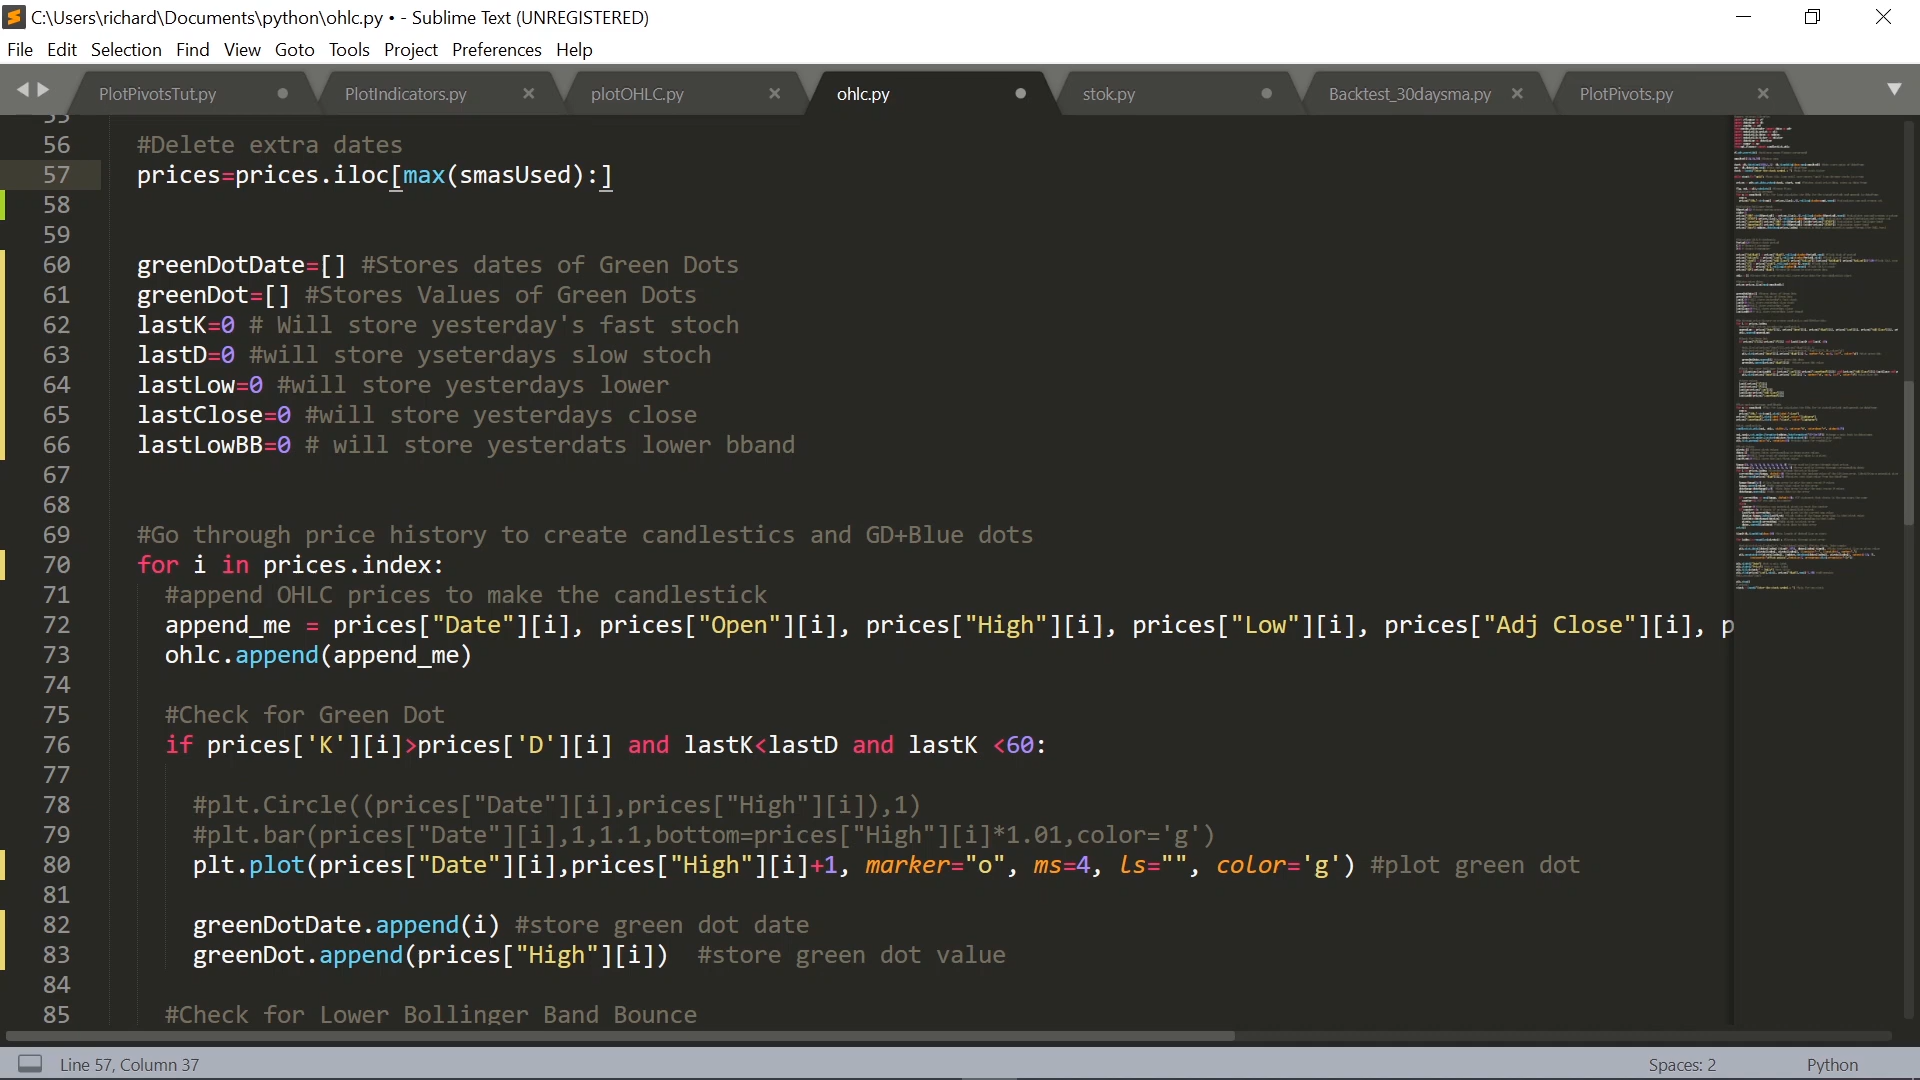 C:\Users\richard\Documents\python\ohlc.py • - Sublime Text (UNREGISTERED)
File Edit Selection Find View Goto Tools Project Preferences Help
PlotPivotsTut.py PlotIndicators.py plotOHLC.py ohlc.py stok.py Backtest_30daysma.py PlotPivots.py
55
56 #Delete extra dates
57 prices=prices.iloc[max(smasUsed):]
58
59
60 greenDotDate=[] #Stores dates of Green Dots
61 greenDot=[] #Stores Values of Green Dots
62 lastK=0 # Will store yesterday's fast stoch
63 lastD=0 #will store yseterdays slow stoch
64 lastLow=0 #will store yesterdays lower
65 lastClose=0 #will store yesterdays close
66 lastLowBB=0 # will store yesterdats lower bband
67
68
69 #Go through price history to create candlestics and GD+Blue dots
70 for i in prices.index:
71 #append OHLC prices to make the candlestick
72 append_me = prices["Date"][i], prices["Open"][i], prices["High"][i], prices["Low"][i], prices["Adj Close"][i], p
73 ohlc.append(append_me)
74
75 #Check for Green Dot
76 if prices['K'][i]>prices['D'][i] and lastK<lastD and lastK <60:
77
78 #plt.Circle((prices["Date"][i],prices["High"][i]),1)
79 #plt.bar(prices["Date"][i],1,1.1,bottom=prices["High"][i]*1.01,color='g')
80 plt.plot(prices["Date"][i],prices["High"][i]+1, marker="o", ms=4, ls="", color='g') #plot green dot
81
82 greenDotDate.append(i) #store green dot date
83 greenDot.append(prices["High"][i])  #store green dot value
84
85 #Check for Lower Bollinger Band Bounce
Line 57, Column 37 Spaces: 2 Python